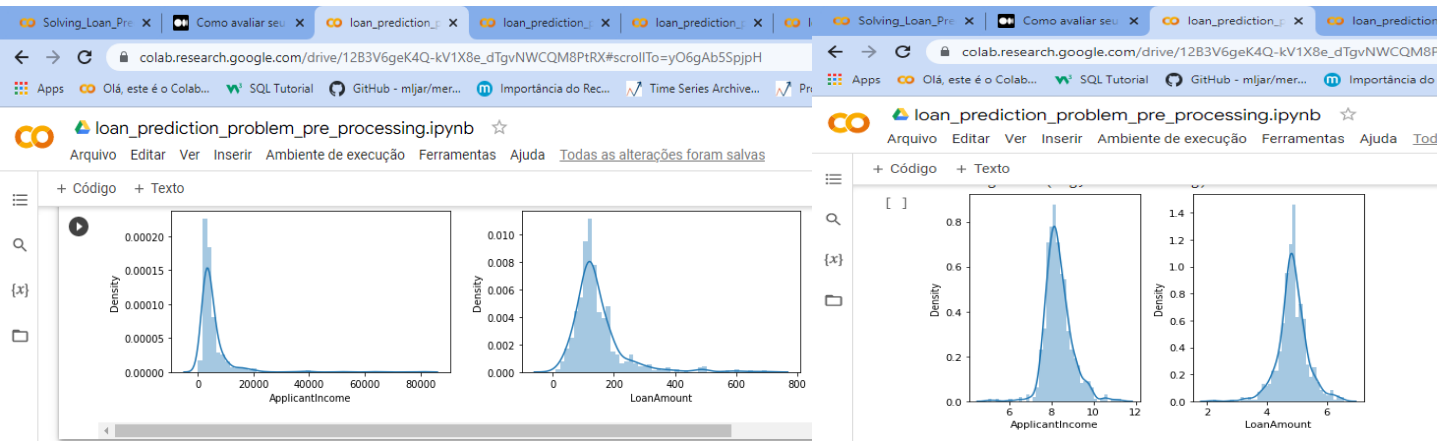 Solving_Loan_Pre
Como avaliar seu
loan_prediction_p
loan_prediction_p
loan_prediction_p
colab.research.google.com/drive/12B3V6geK4Q-kV1X8e_dTgvNWCQM8PtRX#scrollTo=yO6gAb5SpjpH
Apps Olá, este é o Colab... SQL Tutorial GitHub - mljar/mer... Importância do Rec... Time Series Archive...
loan_prediction_problem_pre_processing.ipynb
Arquivo Editar Ver Inserir Ambiente de execução Ferramentas Ajuda Todas as alterações foram salvas
+ Código + Texto
0.00020
0.00015
0.00010
0.00005
0.00000
Density
0 20000 40000 60000 80000
ApplicantIncome
0.010
0.008
0.006
0.004
0.002
0.000
Density
0 200 400 600 800
LoanAmount
Solving_Loan_Pre
Como avaliar seu
loan_prediction_p
loan_prediction
colab.research.google.com/drive/12B3V6geK4Q-kV1X8e_dTgvNWCQM8P
Apps Olá, este é o Colab... SQL Tutorial GitHub - mljar/mer... Importância do
loan_prediction_problem_pre_processing.ipynb
Arquivo Editar Ver Inserir Ambiente de execução Ferramentas Ajuda Tod
+ Código + Texto
[ ]
0.8
0.6
0.4
0.2
0.0
Density
6 8 10 12
ApplicantIncome
1.4
1.2
1.0
0.8
0.6
0.4
0.2
0.0
Density
2 4 6
LoanAmount
{x}
{x}